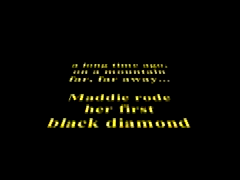 a long time ago,
on a mountain
far, far away...
Maddie rode
her first
black diamond